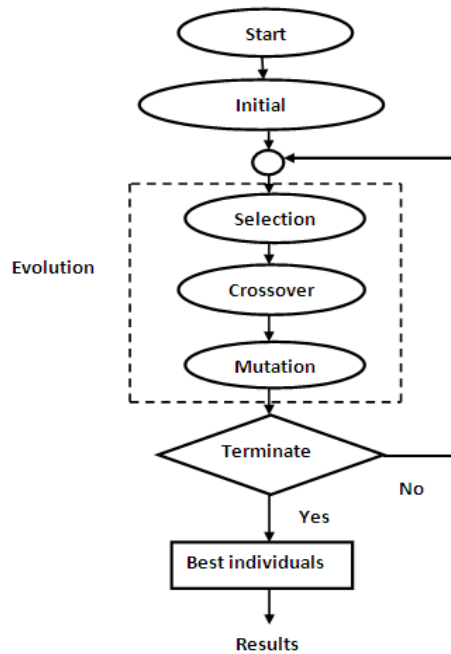 Start
Initial
Selection
Evolution
Crossover
Mutation
Terminate
No
Yes
Best individuals
Results